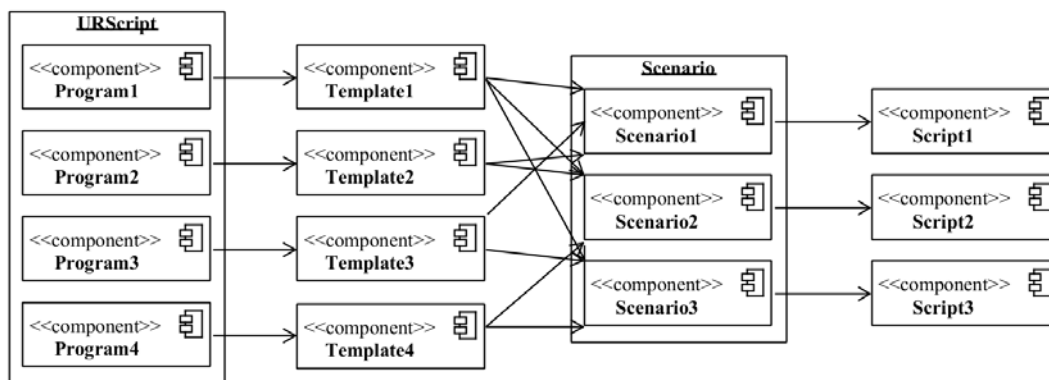 URScript
<<component>>
Program1
<<component>>
Program2
<<component>>
Program3
<<component>>
Program4
<<component>>
Template1
<<component>>
Template2
<<component>>
Template3
<<component>>
Template4
Scenario
<<component>>
Scenario1
<<component>>
Scenario2
<<component>>
Scenario3
<<component>>
Script1
<<component>>
Script2
<<component>>
Script3